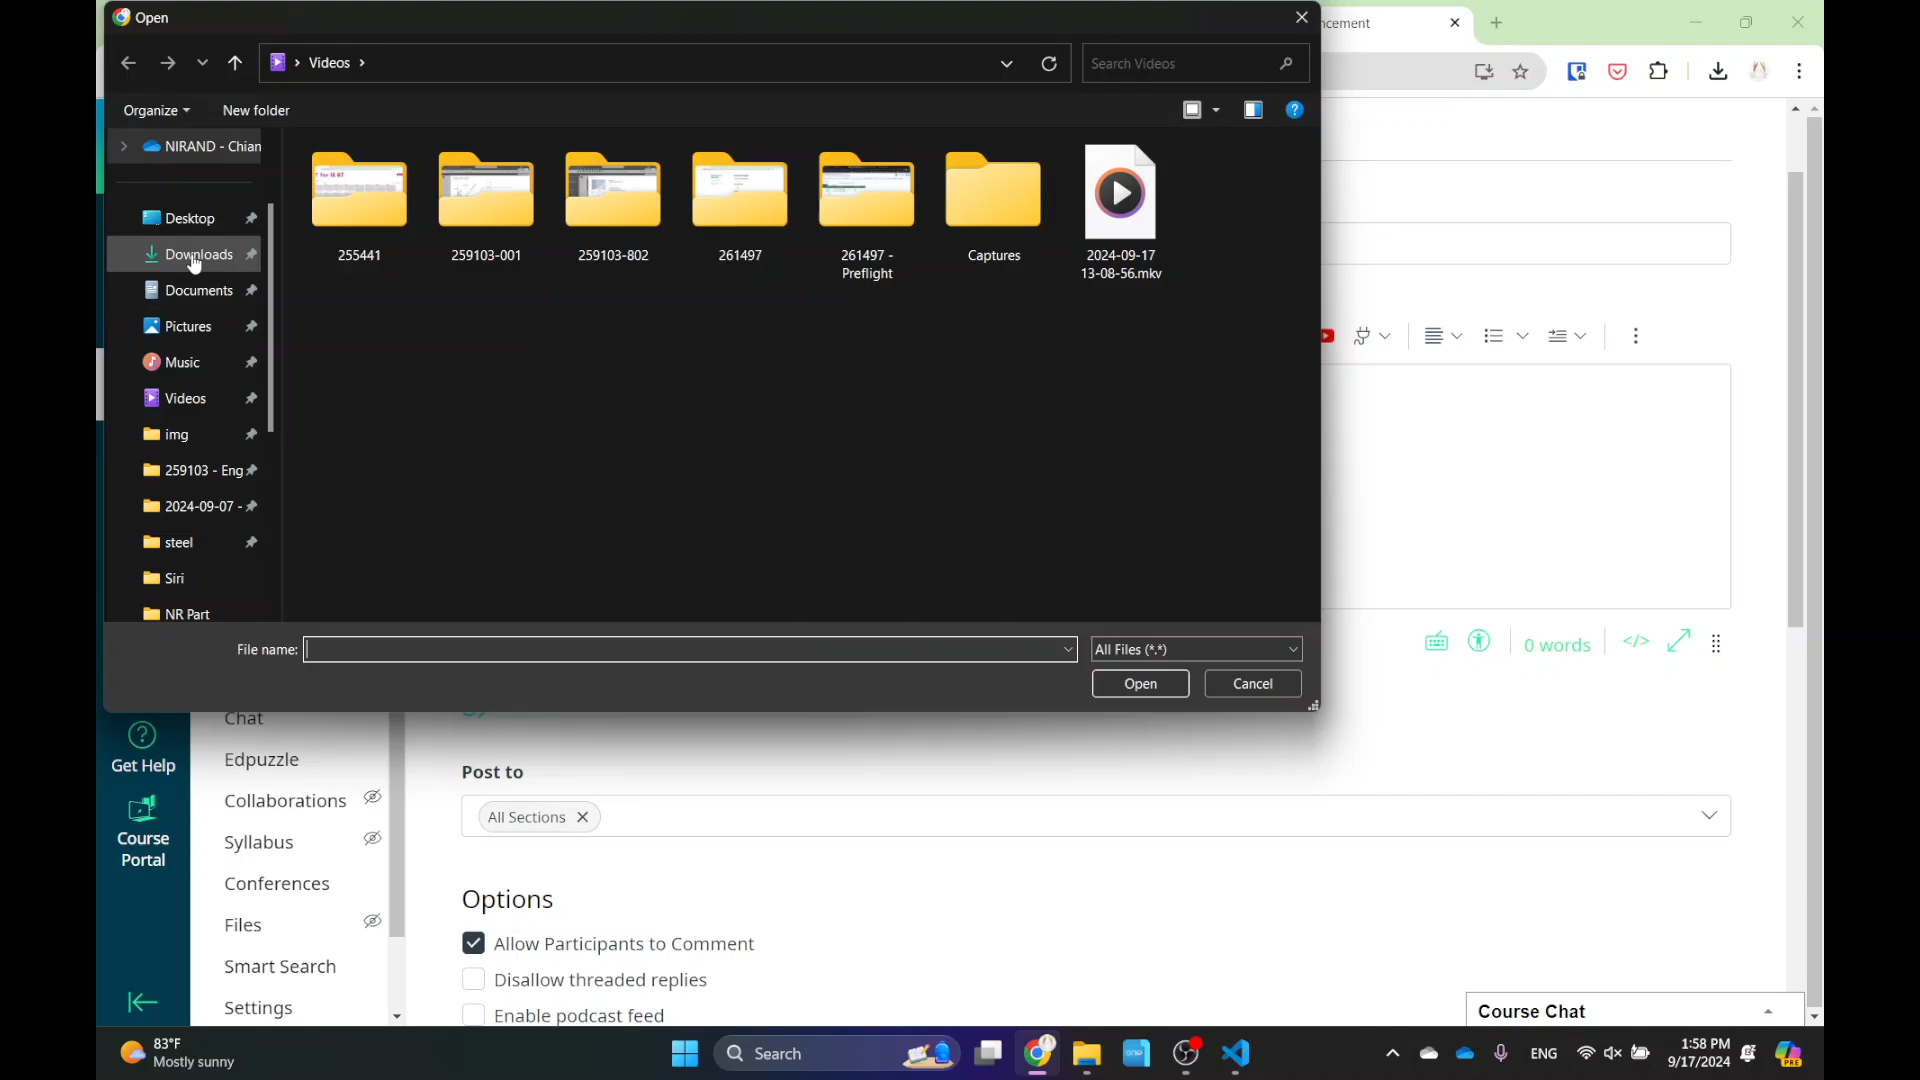 Open
ncement
Videos
Search Videos
Organize
New folder
NIRAND - Chian
Desktop
Downloads
Documents
Pictures
Music
Videos
img
259103 - Eng
2024-09-07 -
steel
Siri
NR Part
255441
259103-001
259103-802
261497
261497 -
Preflight
Captures
2024-09-17
13-08-56.mkv
File name:
All Files (*.*)
Open
Cancel
0 words
</>
Get Help
Course
Portal
Chat
Edpuzzle
Collaborations
Syllabus
Conferences
Files
Smart Search
Settings
Post to
All Sections
Options
Allow Participants to Comment
Disallow threaded replies
Enable podcast feed
Course Chat
83°F
Mostly sunny
Search
ENG
1:58 PM
9/17/2024